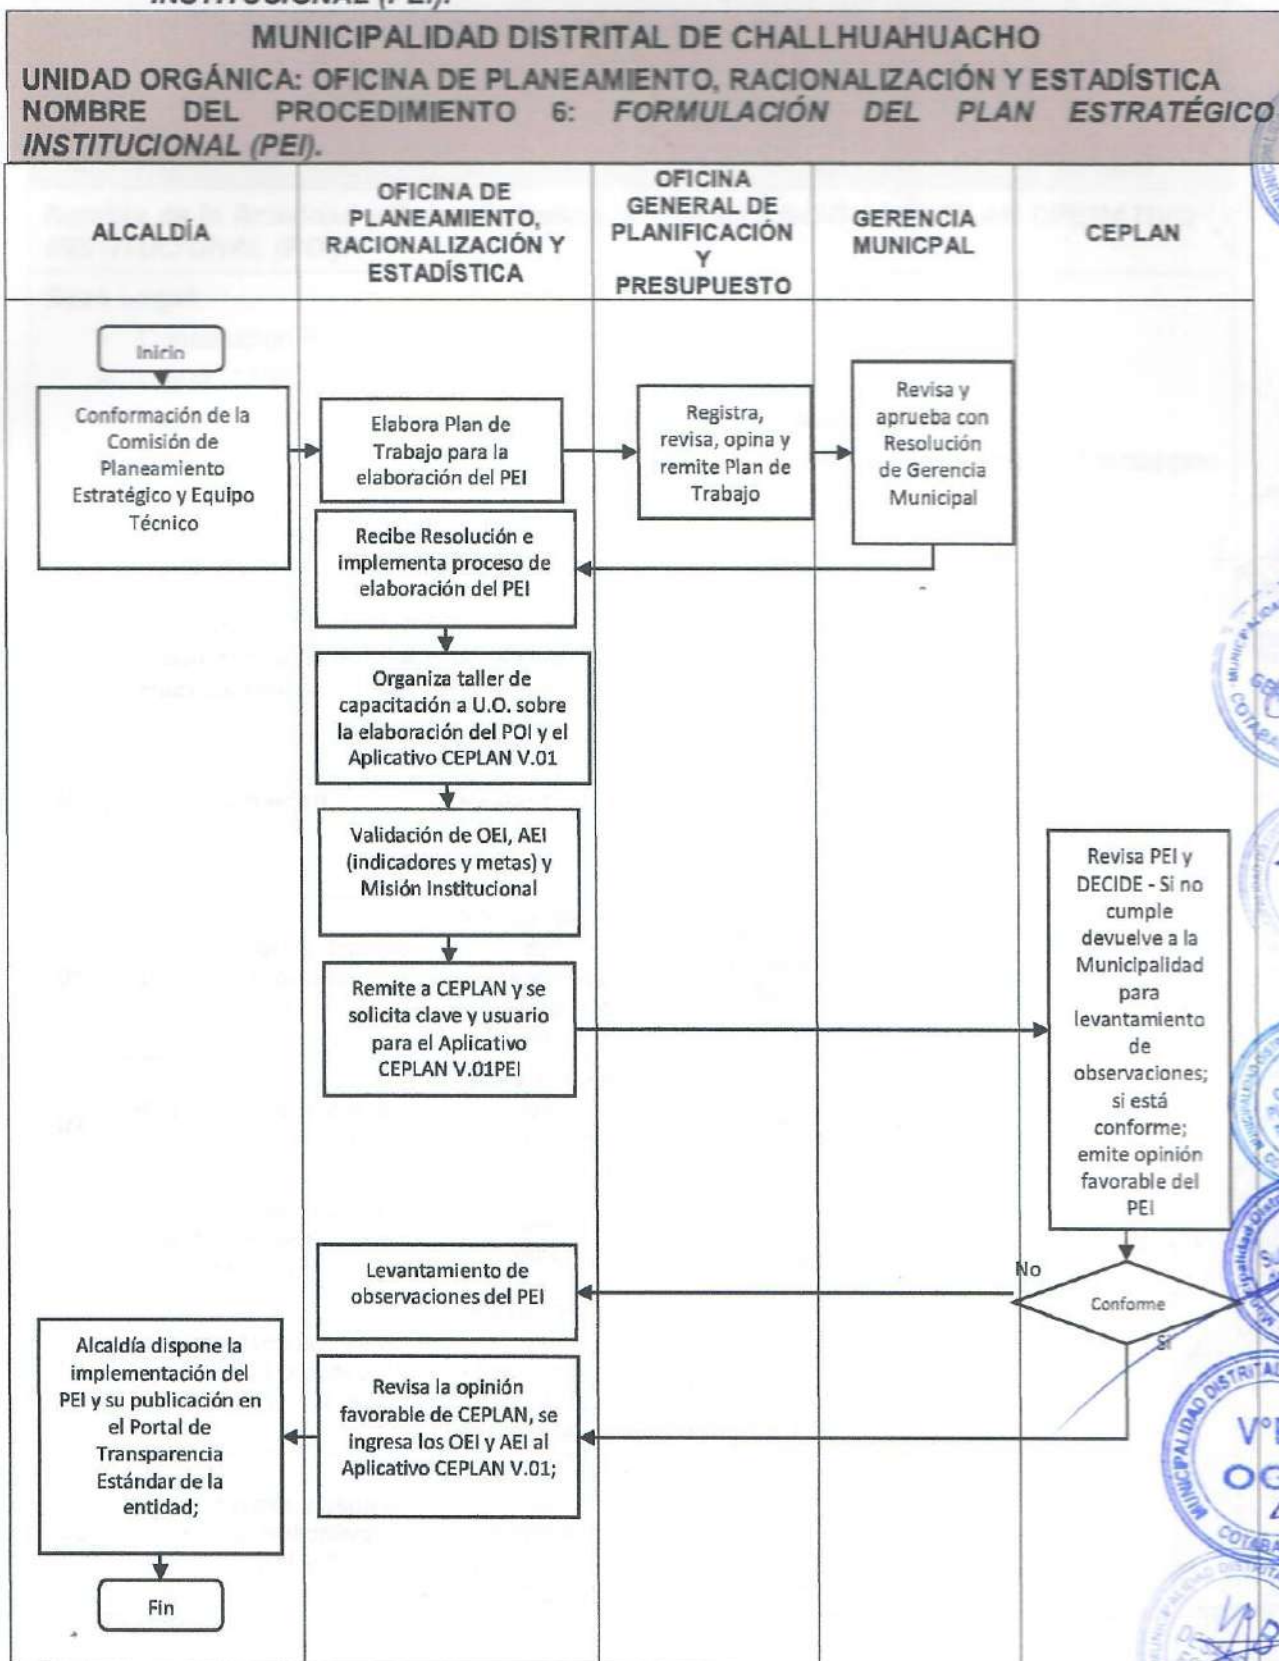 INSTITUCIONAL (PEI).
MUNICIPALIDAD DISTRITAL DE CHALLHUAHUACHO
UNIDAD ORGÁNICA: OFICINA DE PLANEAMIENTO, RACIONALIZACIÓN Y ESTADÍSTICA
NOMBRE DEL PROCEDIMIENTO 6: FORMULACIÓN DEL PLAN ESTRATÉGICO
INSTITUCIONAL (PEI).
ALCALDÍA
OFICINA DE
PLANEAMIENTO,
RACIONALIZACIÓN Y
ESTADÍSTICA
OFICINA
GENERAL DE
PLANIFICACIÓN
Y
PRESUPUESTO
GERENCIA
MUNICPAL
CEPLAN
Inicio
Conformación de la
Comisión de
Planeamiento
Estratégico y Equipo
Técnico
Elabora Plan de
Trabajo para la
elaboración del PEI
Registra,
revisa, opina y
remite Plan de
Trabajo
Revisa y
aprueba con
Resolución
de Gerencia
Municipal
Recibe Resolución e
implementa proceso de
elaboración del PEI
Organiza taller de
capacitación a U.O. sobre
la elaboración del POI y el
Aplicativo CEPLAN V.01
Validación de OEI, AEI
(indicadores y metas) y
Misión Institucional
Remite a CEPLAN y se
solicita clave y usuario
para el Aplicativo
CEPLAN V.01PEI
Revisa PEI y
DECIDE - Si no
cumple
devuelve a la
Municipalidad
para
levantamiento
de
observaciones;
si está
conforme;
emite opinión
favorable del
PEI
No
Conforme
Si
Levantamiento de
observaciones del PEI
Revisa la opinión
favorable de CEPLAN, se
ingresa los OEI y AEI al
Aplicativo CEPLAN V.01;
Alcaldía dispone la
implementación del
PEI y su publicación en
el Portal de
Transparencia
Estándar de la
entidad;
Fin
MUNICIPALIDAD DISTRITAL